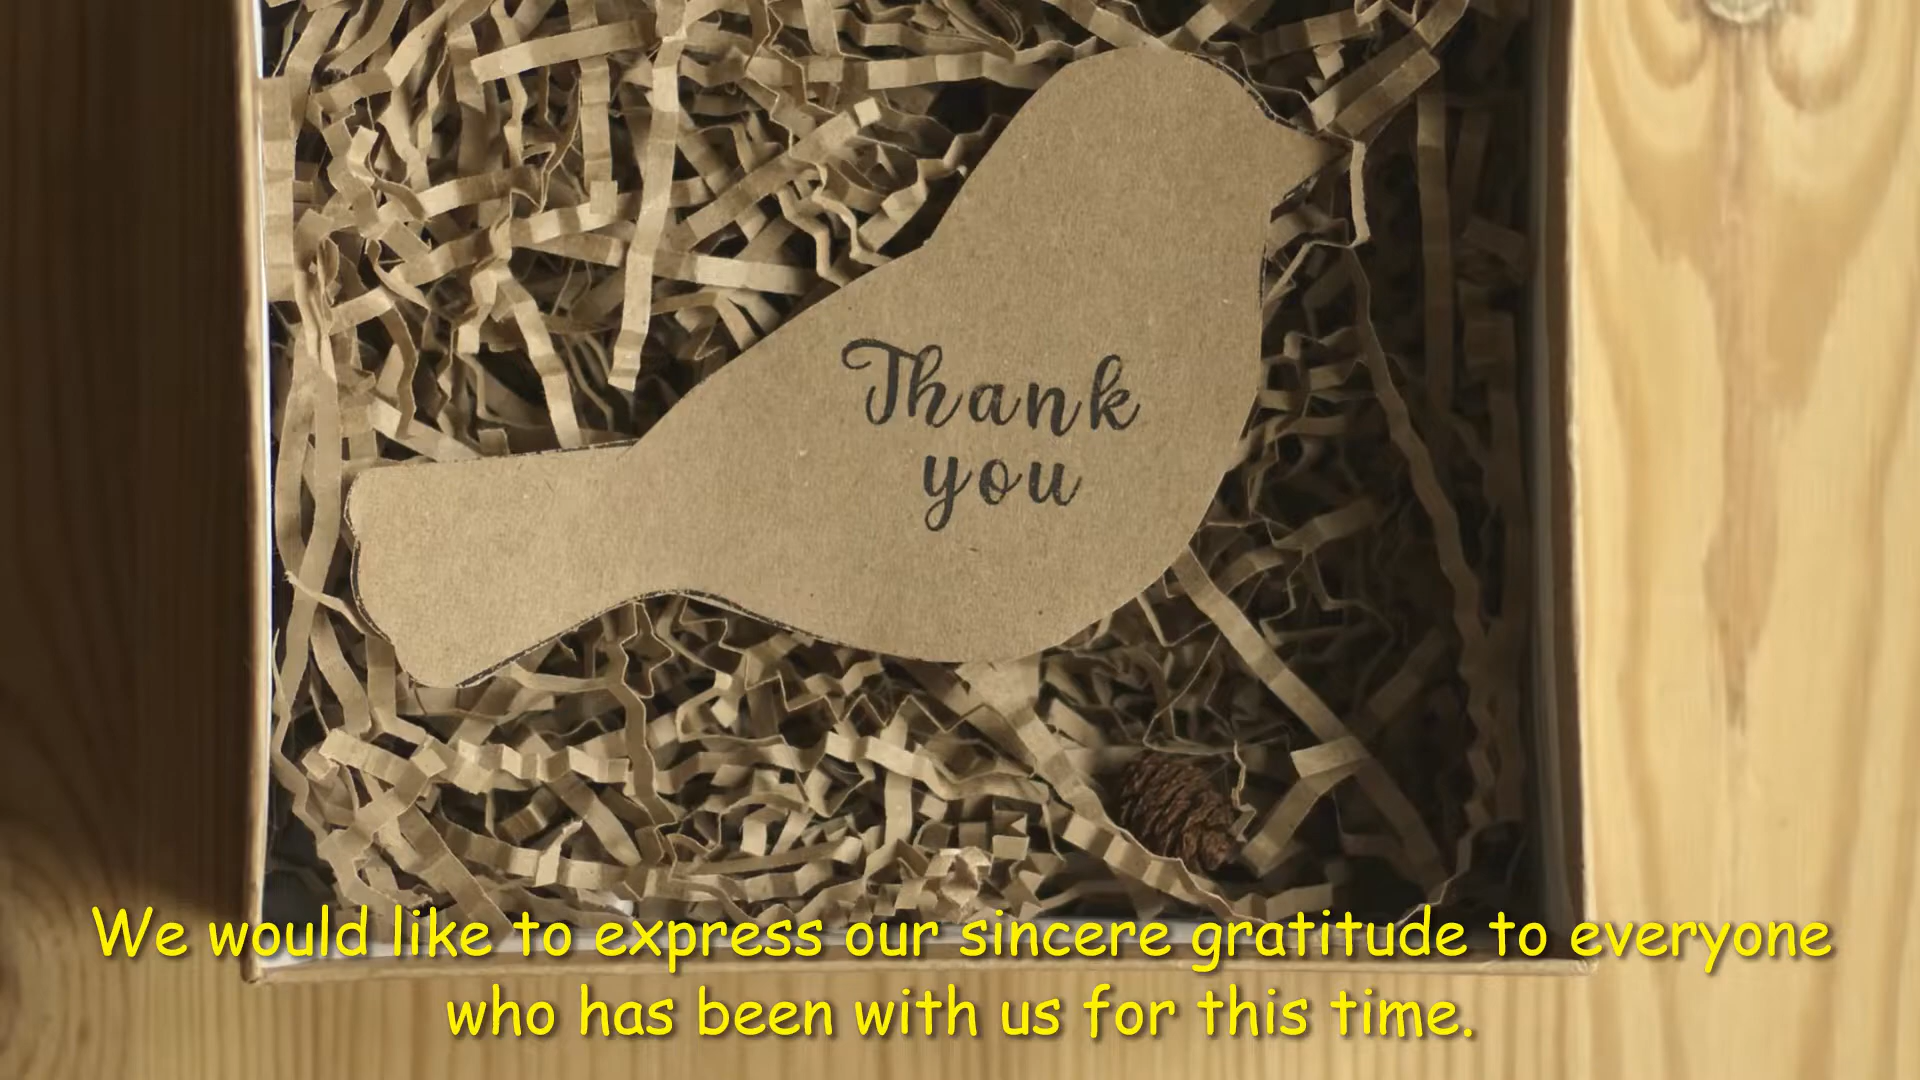 Thank
you
We would like to express our sincere gratitude to everyone
who has been with us for this time.